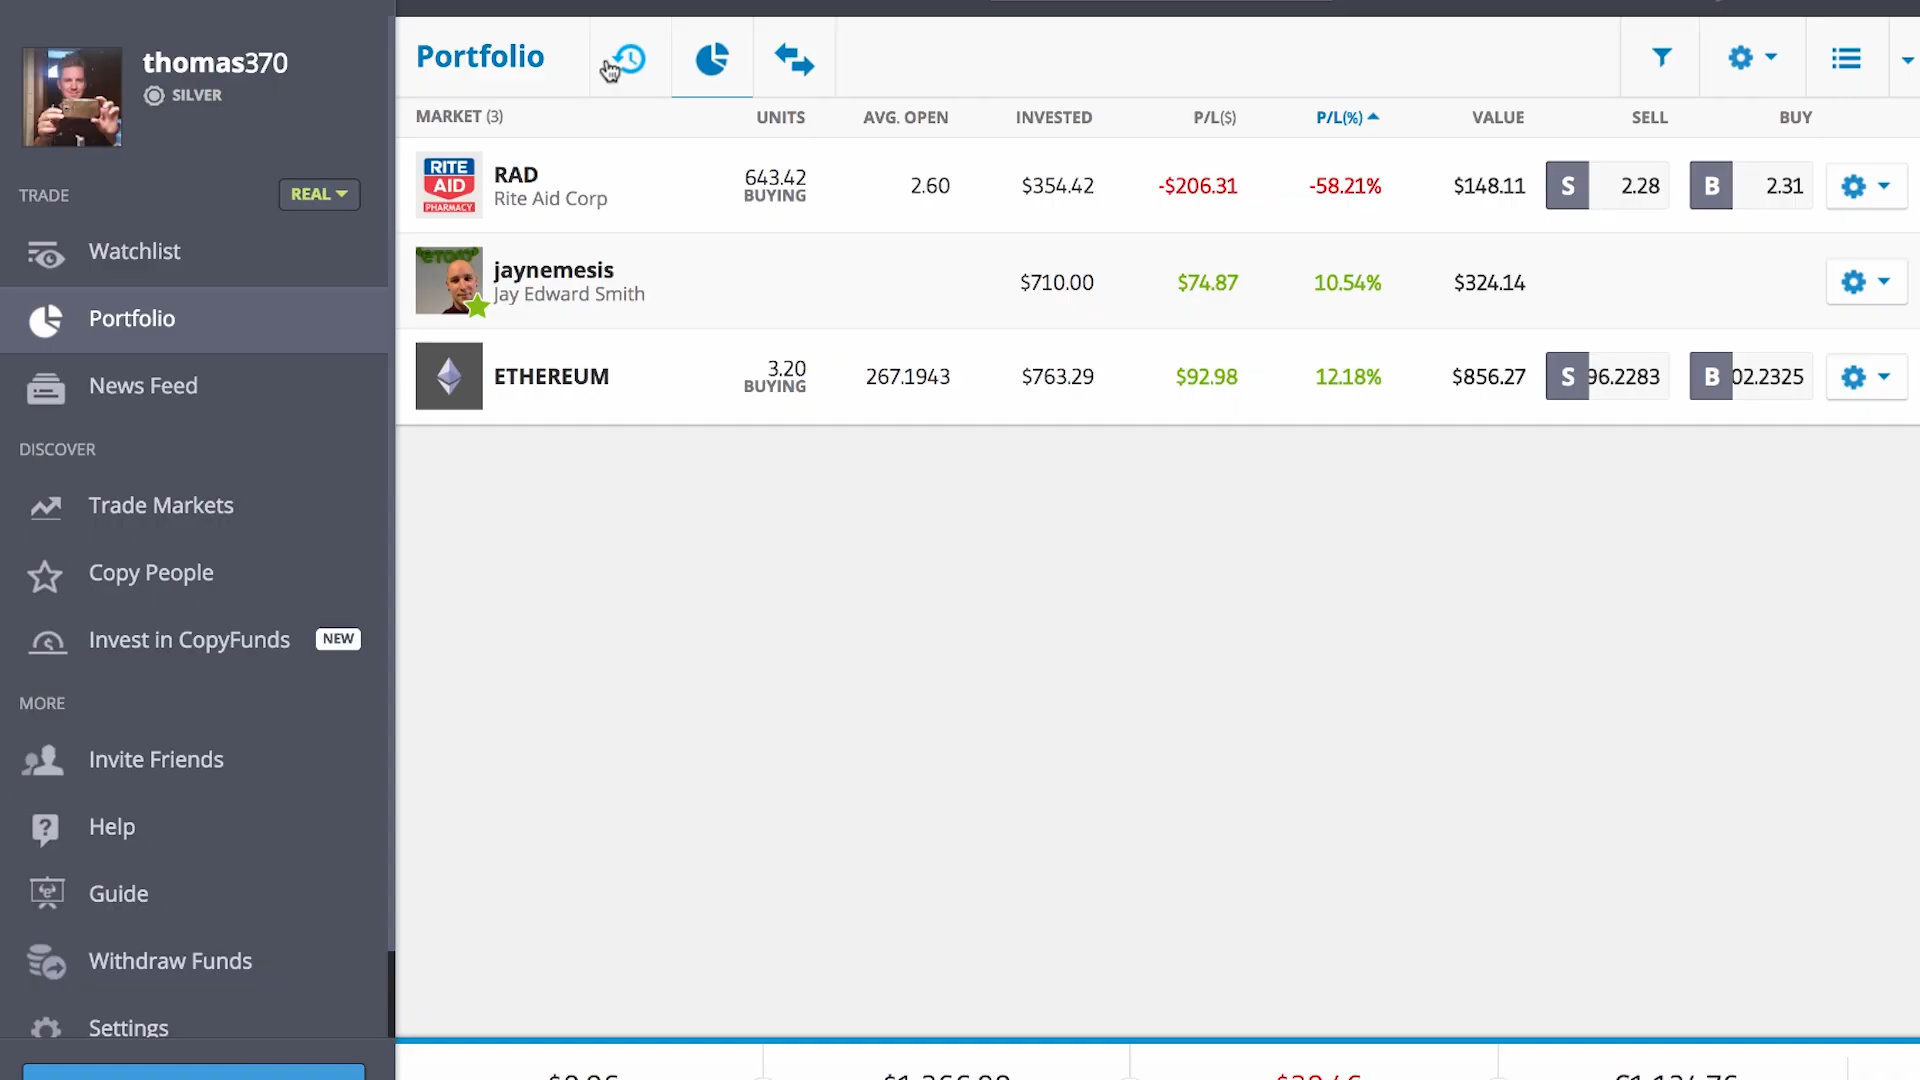 thomas370
SILVER
TRADE
REAL
Watchlist
Portfolio
News Feed
DISCOVER
Trade Markets
Copy People
Invest in CopyFunds NEW
MORE
Invite Friends
Help
Guide
Withdraw Funds
Settings
Portfolio
MARKET (3) UNITS AVG. OPEN INVESTED P/L($) P/L(%) VALUE SELL BUY
RITE AID PHARMACY
RAD
Rite Aid Corp
643.42
BUYING
2.60 $354.42 -$206.31 -58.21% $148.11 S 2.28 B 2.31
eTORO
jaynemesis
Jay Edward Smith
$710.00 $74.87 10.54% $324.14
ETHEREUM
3.20
BUYING
267.1943 $763.29 $92.98 12.18% $856.27 S 96.2283 B 02.2325